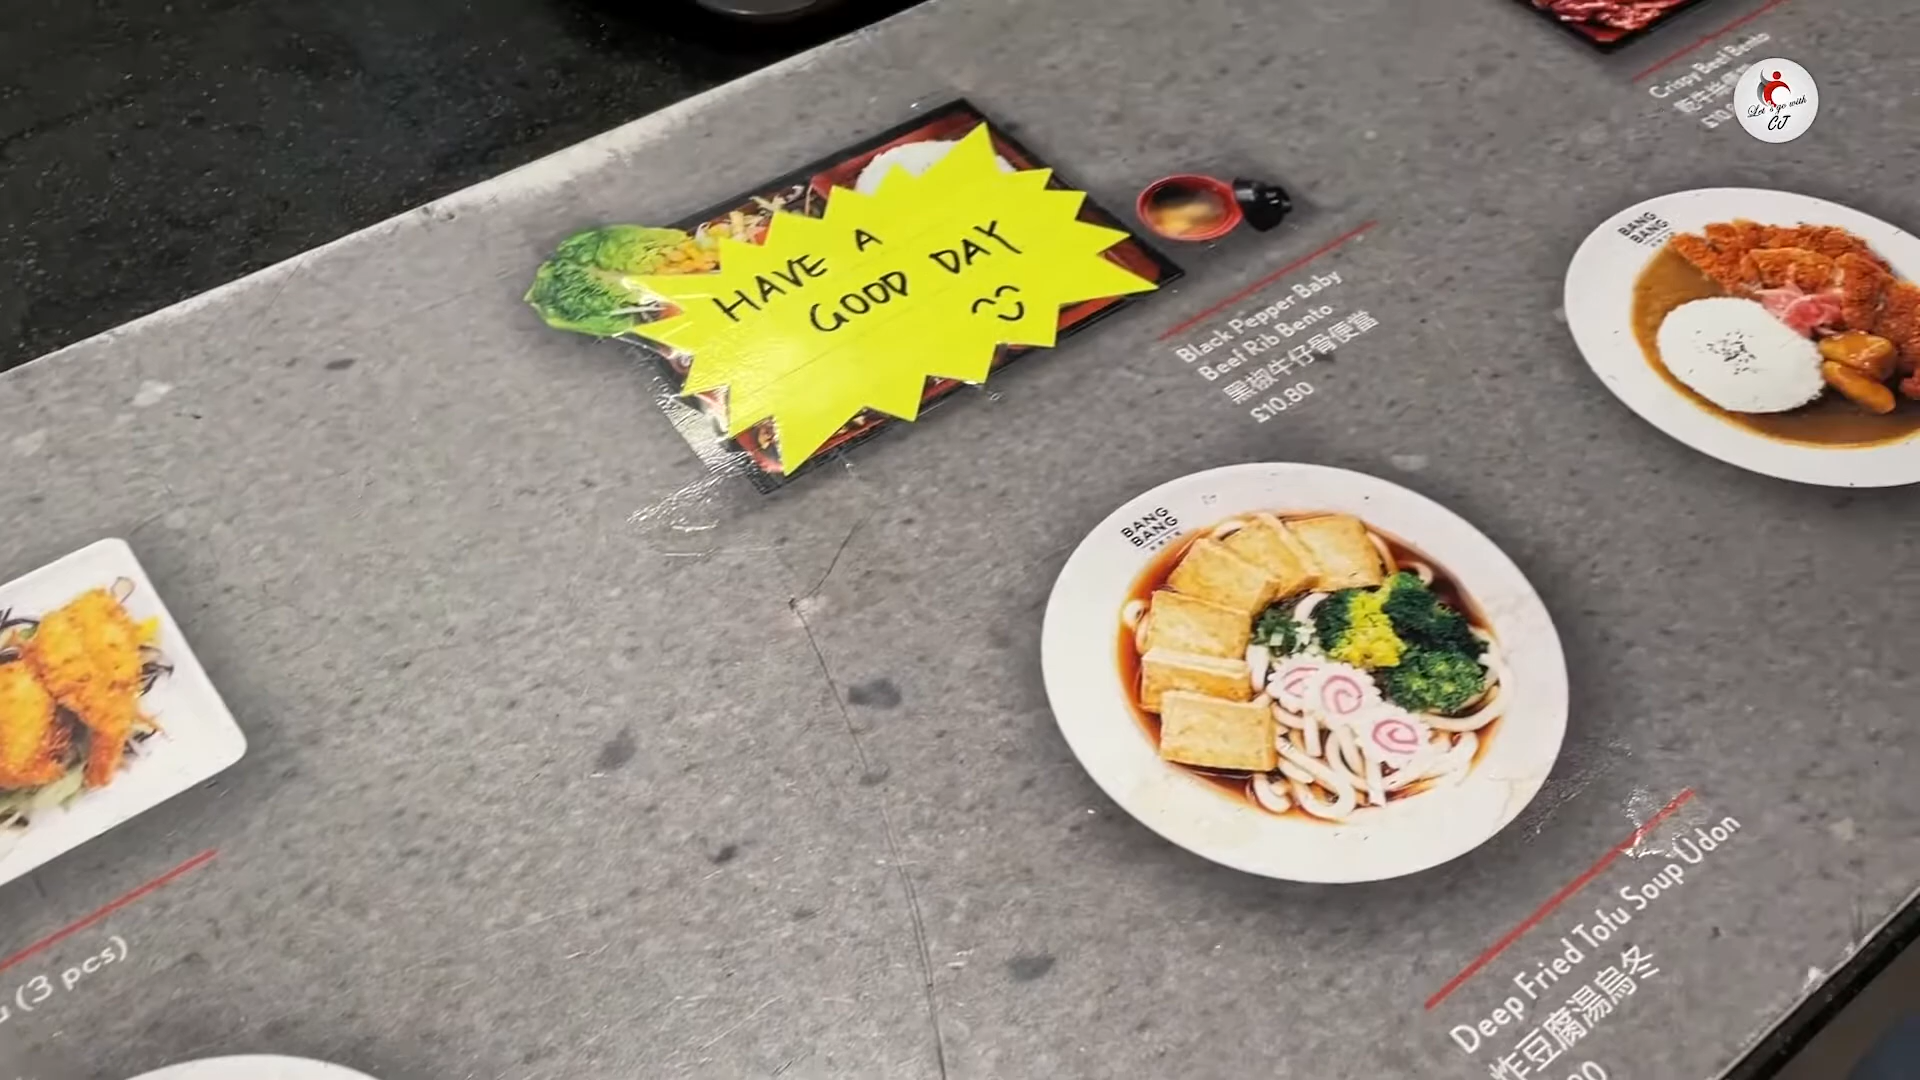 Crispy Beef Bento
Let's go with
CJ
HAVE A
GOOD DAY
Black Pepper Baby
Beef Rib Bento
黑椒牛仔骨便當
£10.80
BANG
BANG
BANG
BANG
(3 pcs)
Deep Fried Tofu Soup Udon
炸豆腐湯烏冬